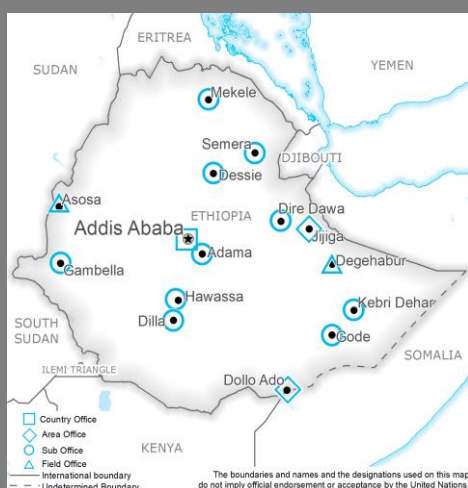 ERITREA
SUDAN
YEMEN
Mekele
Semera
DJIBOUTI
Dessie
Asosa
ETHIOPIA
Dire Dawa
Addis Ababa
Jijiga
Adama
Degehabur
Gambella
Hawassa
Kebri Dehar
Dilla
SOUTH
SUDAN
Gode
SOMALIA
ILEMI TRIANGLE
Dollo Ado
Country Office
Area Office
Sub Office
KENYA
Field Office
International boundary
Undetermined Boundary
The boundaries and names and the designations used on this map
do not imply official endorsement or acceptance by the United Nations.